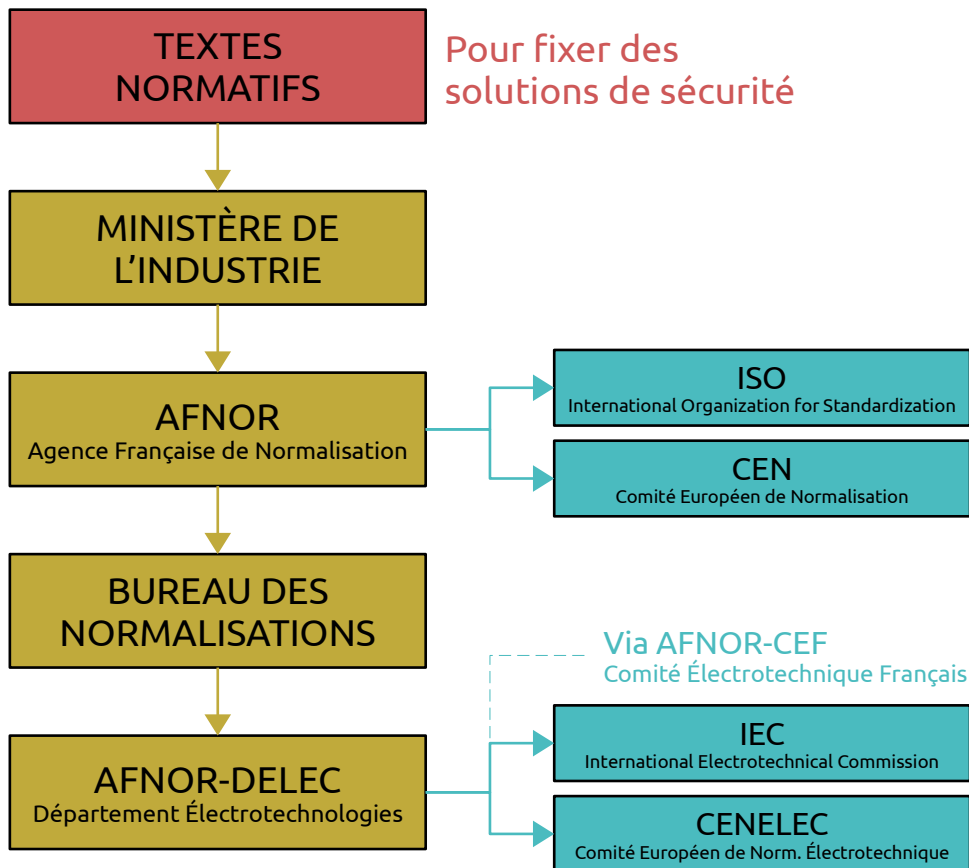 TEXTES
NORMATIFS
Pour fixer des
solutions de sécurité
MINISTÈRE DE
L’INDUSTRIE
AFNOR
Agence Française de Normalisation
ISO
International Organization for Standardization
CEN
Comité Européen de Normalisation
BUREAU DES
NORMALISATIONS
Via AFNOR-CEF
Comité Électrotechnique Français
AFNOR-DELEC
Département Électrotechnologies
IEC
International Electrotechnical Commission
CENELEC
Comité Européen de Norm. Électrotechnique